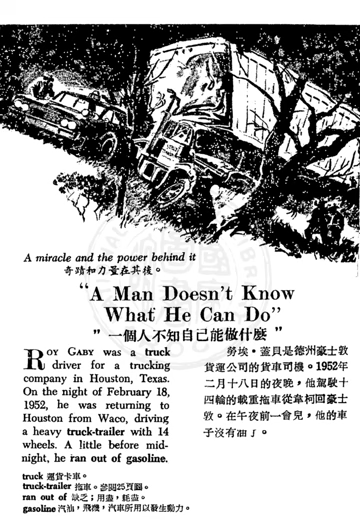 A miracle and the power behind it
奇蹟和力量在其後。
"A Man Doesn't Know
What He Can Do"
"一個人不知自己能做什麼"
ROY GABY was a truck
driver for a trucking
company in Houston, Texas.
On the night of February 18,
1952, he was returning to
Houston from Waco, driving
a heavy truck-trailer with 14
wheels. A little before mid-
night, he ran out of gasoline.
勞埃·蓋貝是德州豪士敦
貨運公司的貨車司機。1952年
二月十八日的夜晚，他駕駛十
四輪的載重拖車從韋柯回豪士
敦。在午夜前一會兒，他的車
子沒有油了。
truck 運貨卡車。
truck-trailer 拖車。參閱25頁圖。
ran out of 缺乏；用盡，耗盡。
gasoline 汽油，飛機，汽車所用以發生動力。